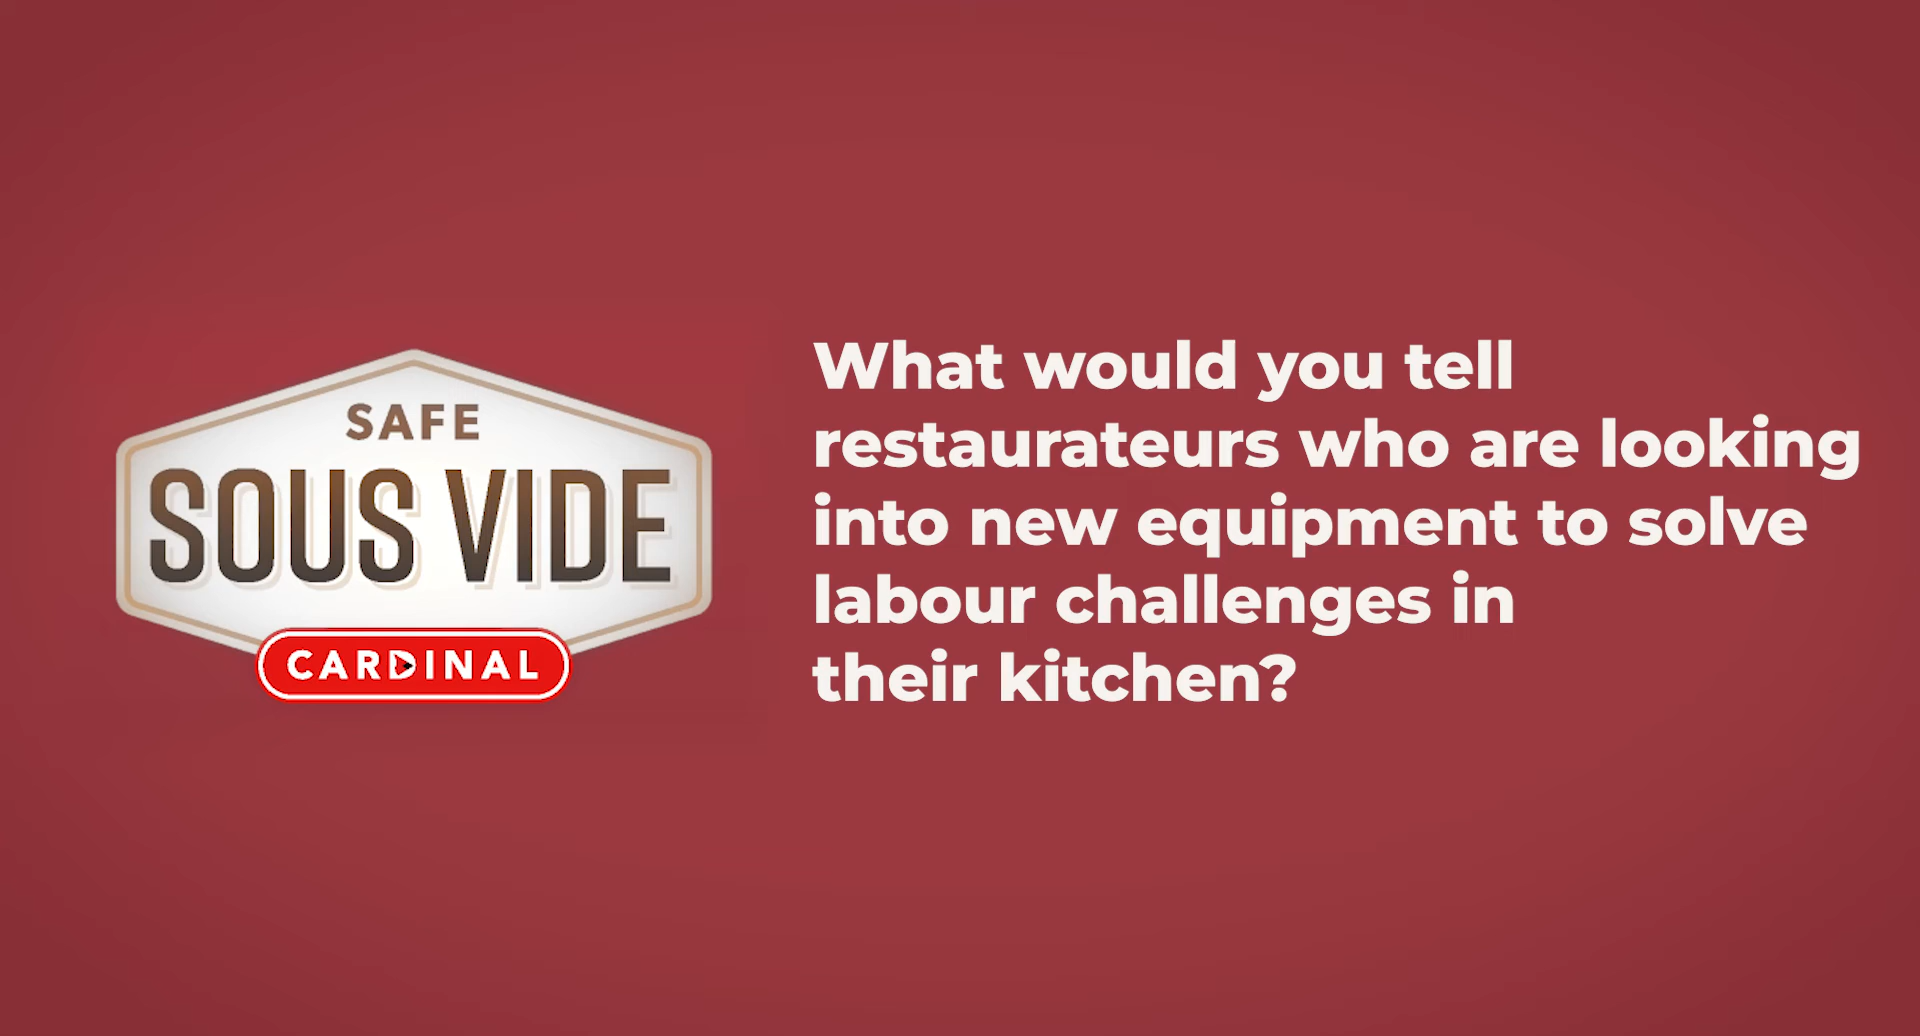 SAFE
SOUS VIDE
CARDINAL
What would you tell
restaurateurs who are looking
into new equipment to solve
labour challenges in
their kitchen?